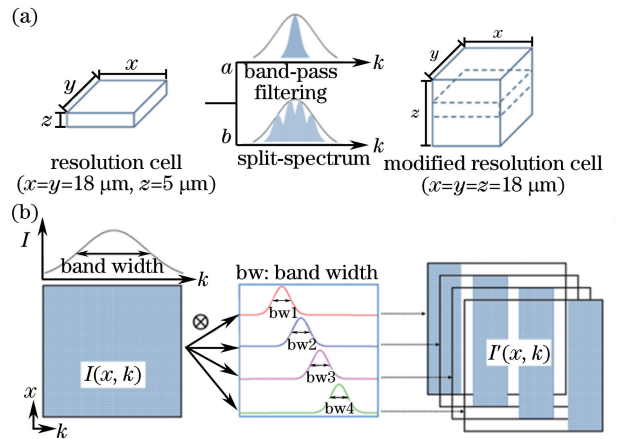 (a)
x
y
z
resolution cell
(x=y=18 μm, z=5 μm)
a
k
band-pass
filtering
b
k
split-spectrum
x
y
z
modified resolution cell
(x=y=z=18 μm)
(b)
I
band width
k
I(x, k)
x
k
⊗
bw: band width
bw1
bw2
bw3
bw4
I′(x, k)